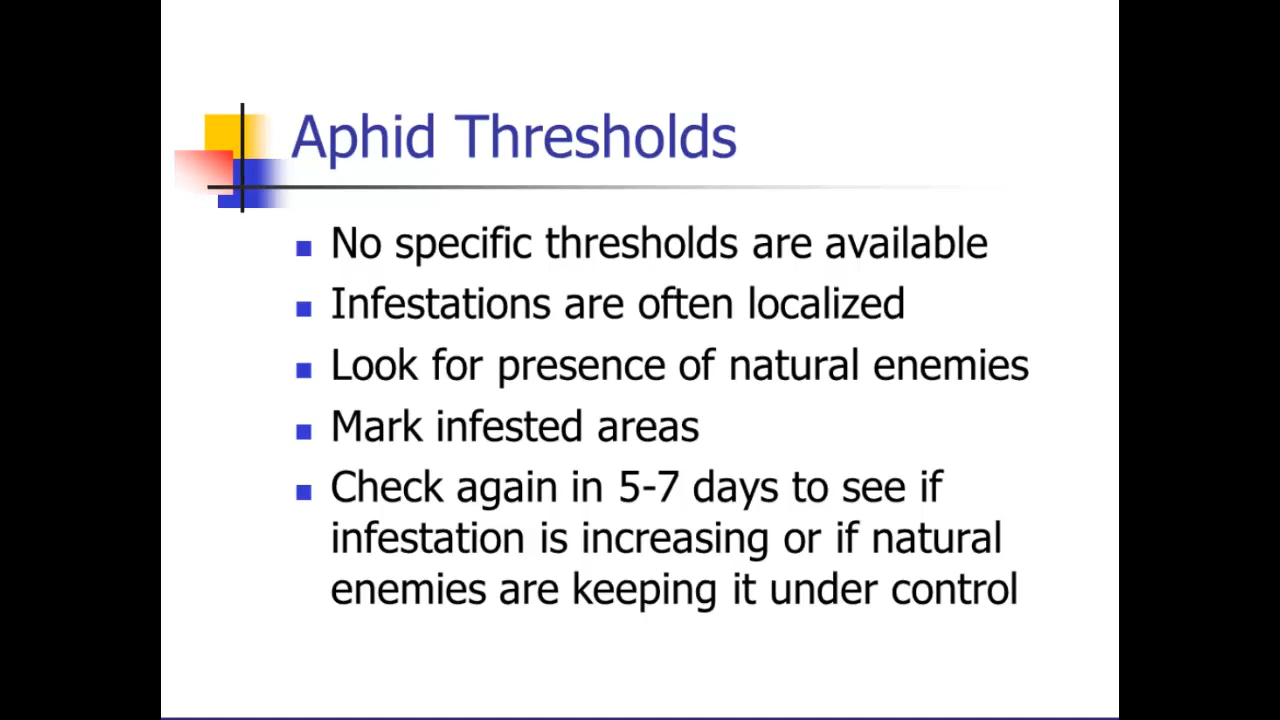 Aphid Thresholds
No specific thresholds are available
Infestations are often localized
Look for presence of natural enemies
Mark infested areas
Check again in 5-7 days to see if
infestation is increasing or if natural
enemies are keeping it under control